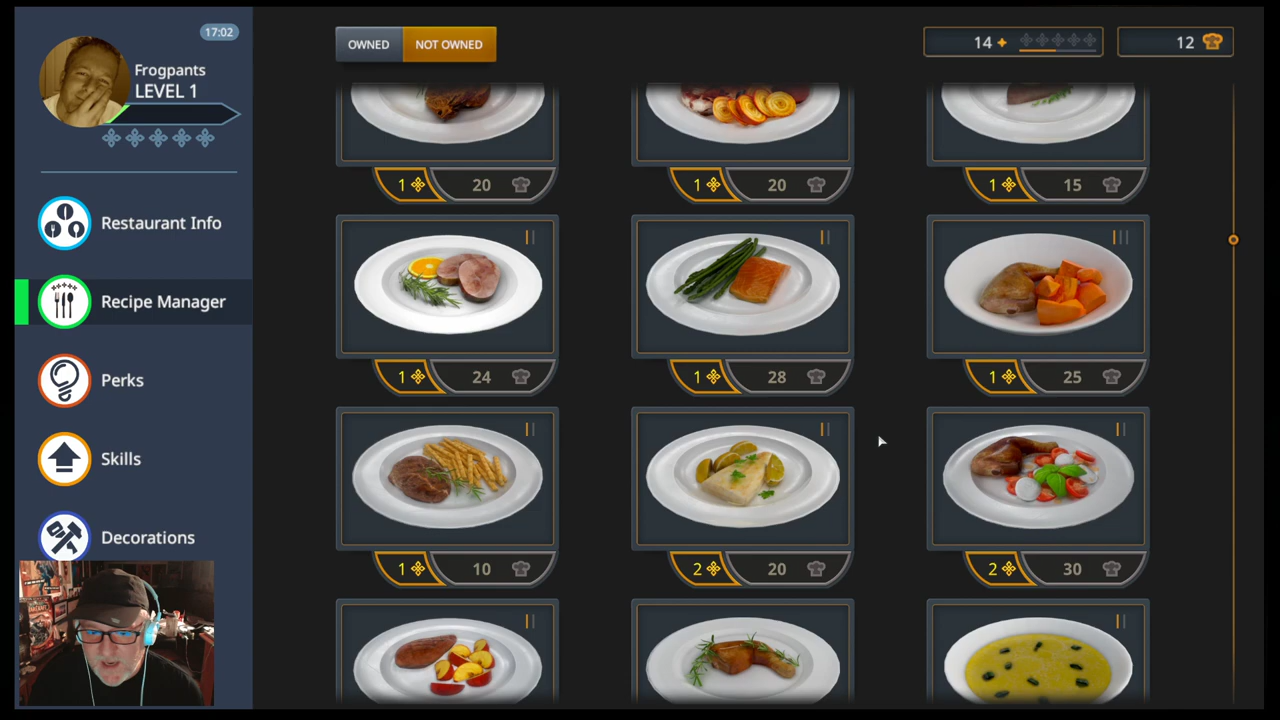 17:02
Frogpants
LEVEL 1
Restaurant Info
Recipe Manager
Perks
Skills
Decorations
OWNED
NOT OWNED
14
12
1 20
1 20
1 15
1 24
1 28
1 25
1 10
2 20
2 30